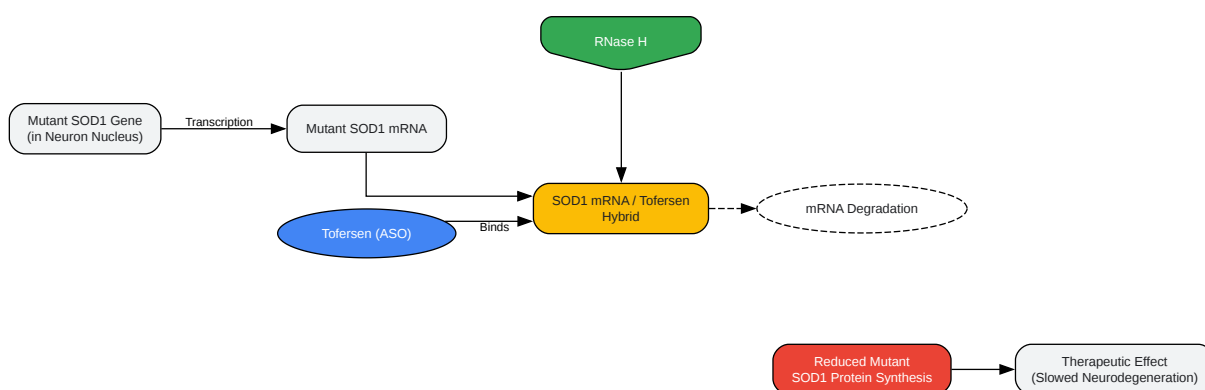 RNase H
Mutant SOD1 Gene
(in Neuron Nucleus)
Transcription
Mutant SOD1 mRNA
SOD1 mRNA / Tofersen
Hybrid
mRNA Degradation
Tofersen (ASO)
Binds
Reduced Mutant
SOD1 Protein Synthesis
Therapeutic Effect
(Slowed Neurodegeneration)